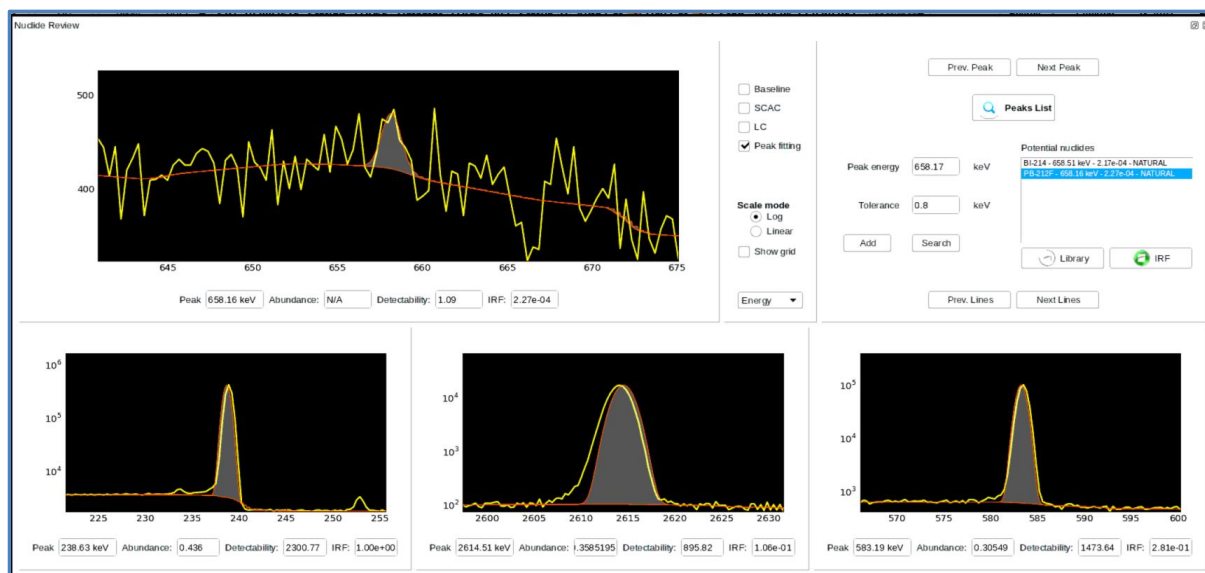 Nuclide Review
500
400
645 650 655 660 665 670 675
Peak 658.16 keV Abundance: N/A Detectability: 1.09 IRF: 2.27e-04
Baseline
SCAC
LC
Peak fitting
Scale mode
Log
Linear
Show grid
Energy
Prev. Peak Next Peak
Peaks List
Potential nuclides
BI-214 - 658.51 keV - 2.17e-04 - NATURAL
PB-212F - 658.16 keV - 2.27e-04 - NATURAL
Peak energy 658.17 keV
Tolerance 0.8 keV
Add Search
Library IRF
Prev. Lines Next Lines
10⁶
10⁵
10⁴
225 230 235 240 245 250 255
Peak 238.63 keV Abundance: 0.436 Detectability: 2300.77 IRF: 1.00e+00
10⁴
10³
10²
2600 2605 2610 2615 2620 2625 2630
Peak 2614.51 keV Abundance: .3585195 Detectability: 895.82 IRF: 1.06e-01
10⁵
10⁴
10³
570 575 580 585 590 595 600
Peak 583.19 keV Abundance: 0.30549 Detectability: 1473.64 IRF: 2.81e-01